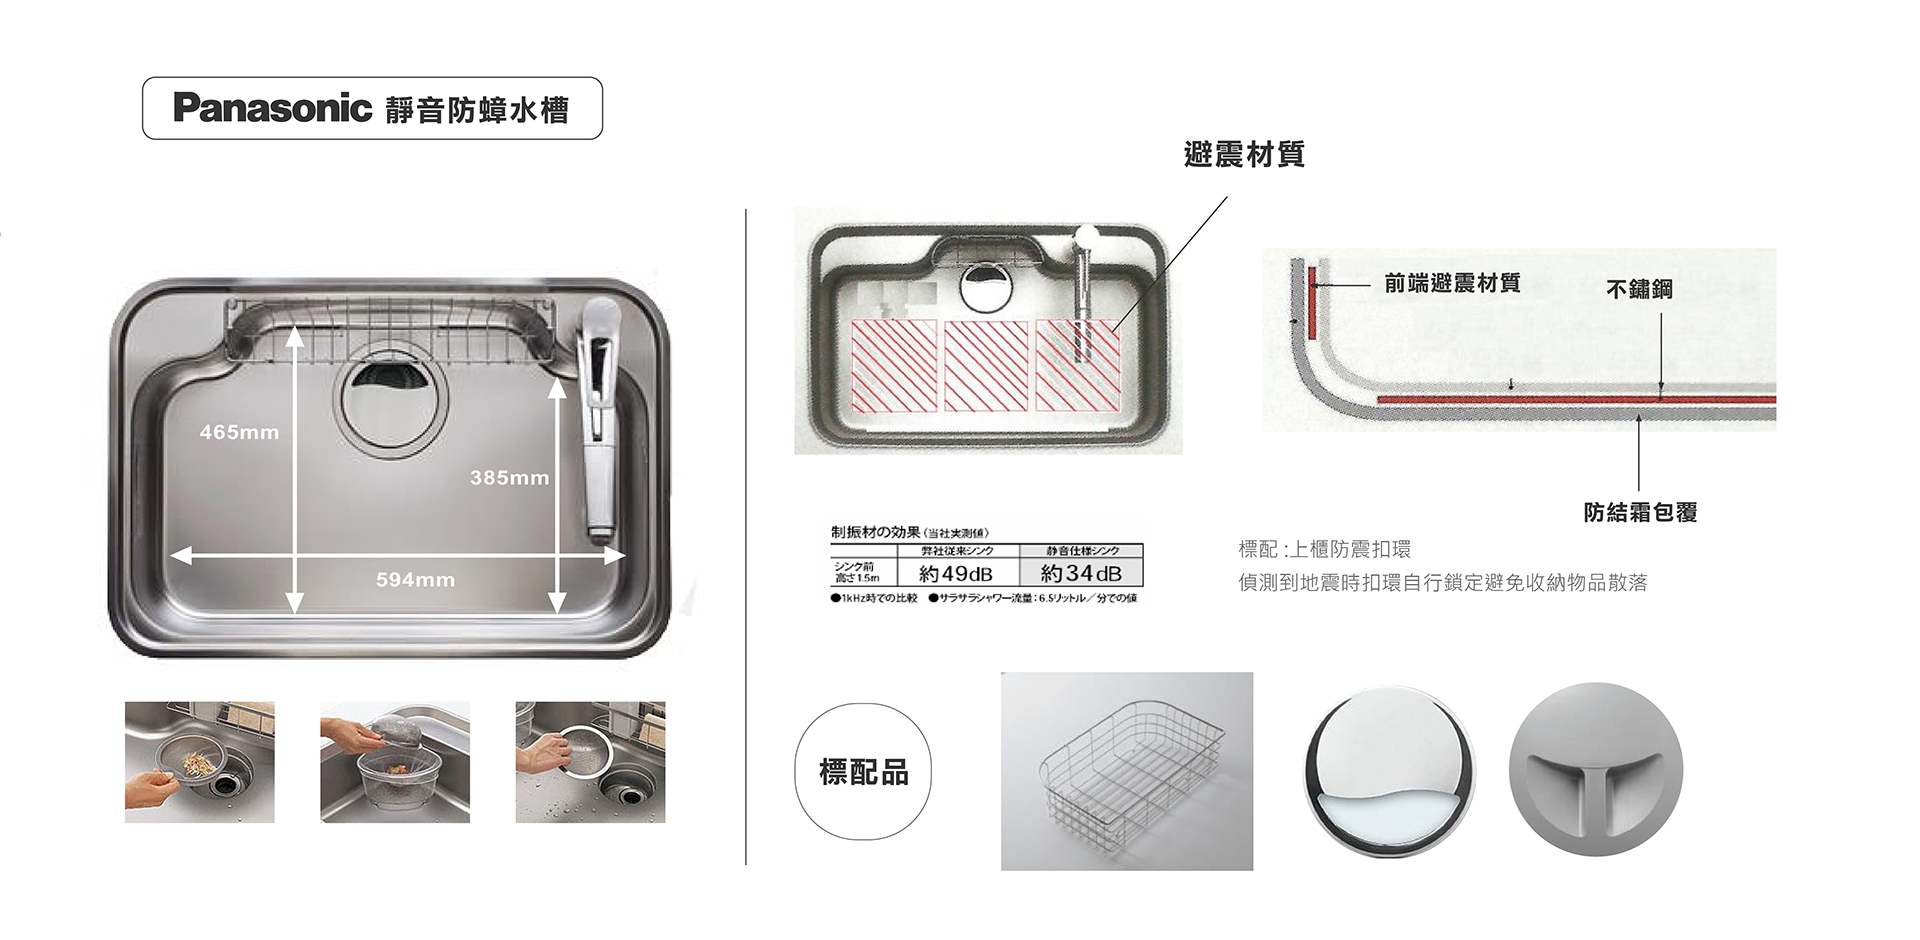 Panasonic 靜音防蟑水槽
465mm
385mm
594mm
避震材質
前端避震材質
不鏽鋼
防結霜包覆
制振材の効果(当社実測値)
弊社従来シンク 静音仕様シンク
シンク前
高さ1.5m
約49dB 約34dB
●1kHz時での比較 ●サラサラシャワー流量:6.5リットル/分での値
標配:上櫃防震扣環
偵測到地震時扣環自行鎖定避免收納物品散落
標配品